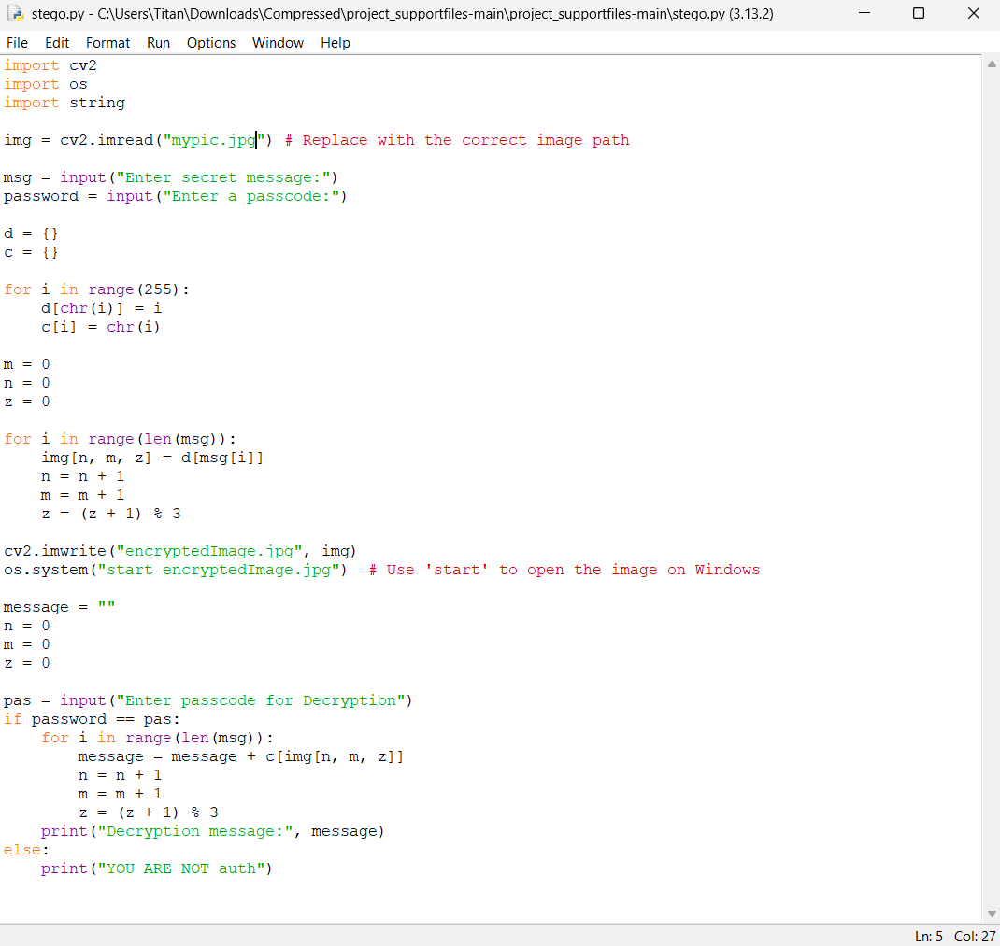 stego.py - C:\Users\Titan\Downloads\Compressed\project_supportfiles-main\project_supportfiles-main\stego.py (3.13.2)
File Edit Format Run Options Window Help
import cv2
import os
import string

img = cv2.imread("mypic.jpg") # Replace with the correct image path

msg = input("Enter secret message:")
password = input("Enter a passcode:")

d = {}
c = {}

for i in range(255):
    d[chr(i)] = i
    c[i] = chr(i)

m = 0
n = 0
z = 0

for i in range(len(msg)):
    img[n, m, z] = d[msg[i]]
    n = n + 1
    m = m + 1
    z = (z + 1) % 3

cv2.imwrite("encryptedImage.jpg", img)
os.system("start encryptedImage.jpg")  # Use 'start' to open the image on Windows

message = ""
n = 0
m = 0
z = 0

pas = input("Enter passcode for Decryption")
if password == pas:
    for i in range(len(msg)):
        message = message + c[img[n, m, z]]
        n = n + 1
        m = m + 1
        z = (z + 1) % 3
    print("Decryption message:", message)
else:
    print("YOU ARE NOT auth")
Ln: 5 Col: 27